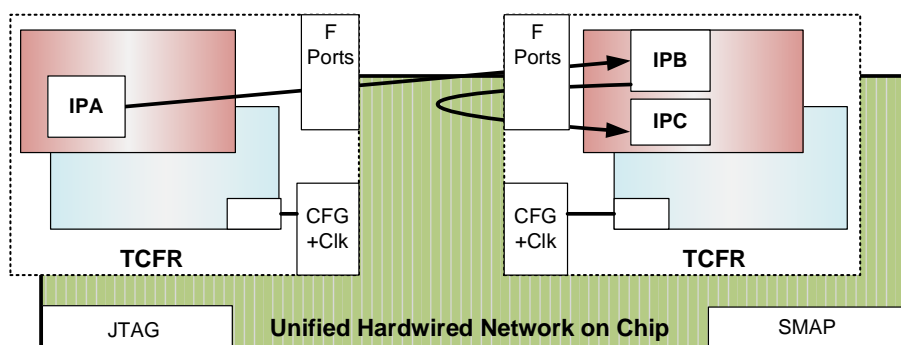 F
Ports
F
Ports
IPA
IPB
IPC
CFG
+Clk
CFG
+Clk
TCFR
TCFR
JTAG
Unified Hardwired Network on Chip
SMAP